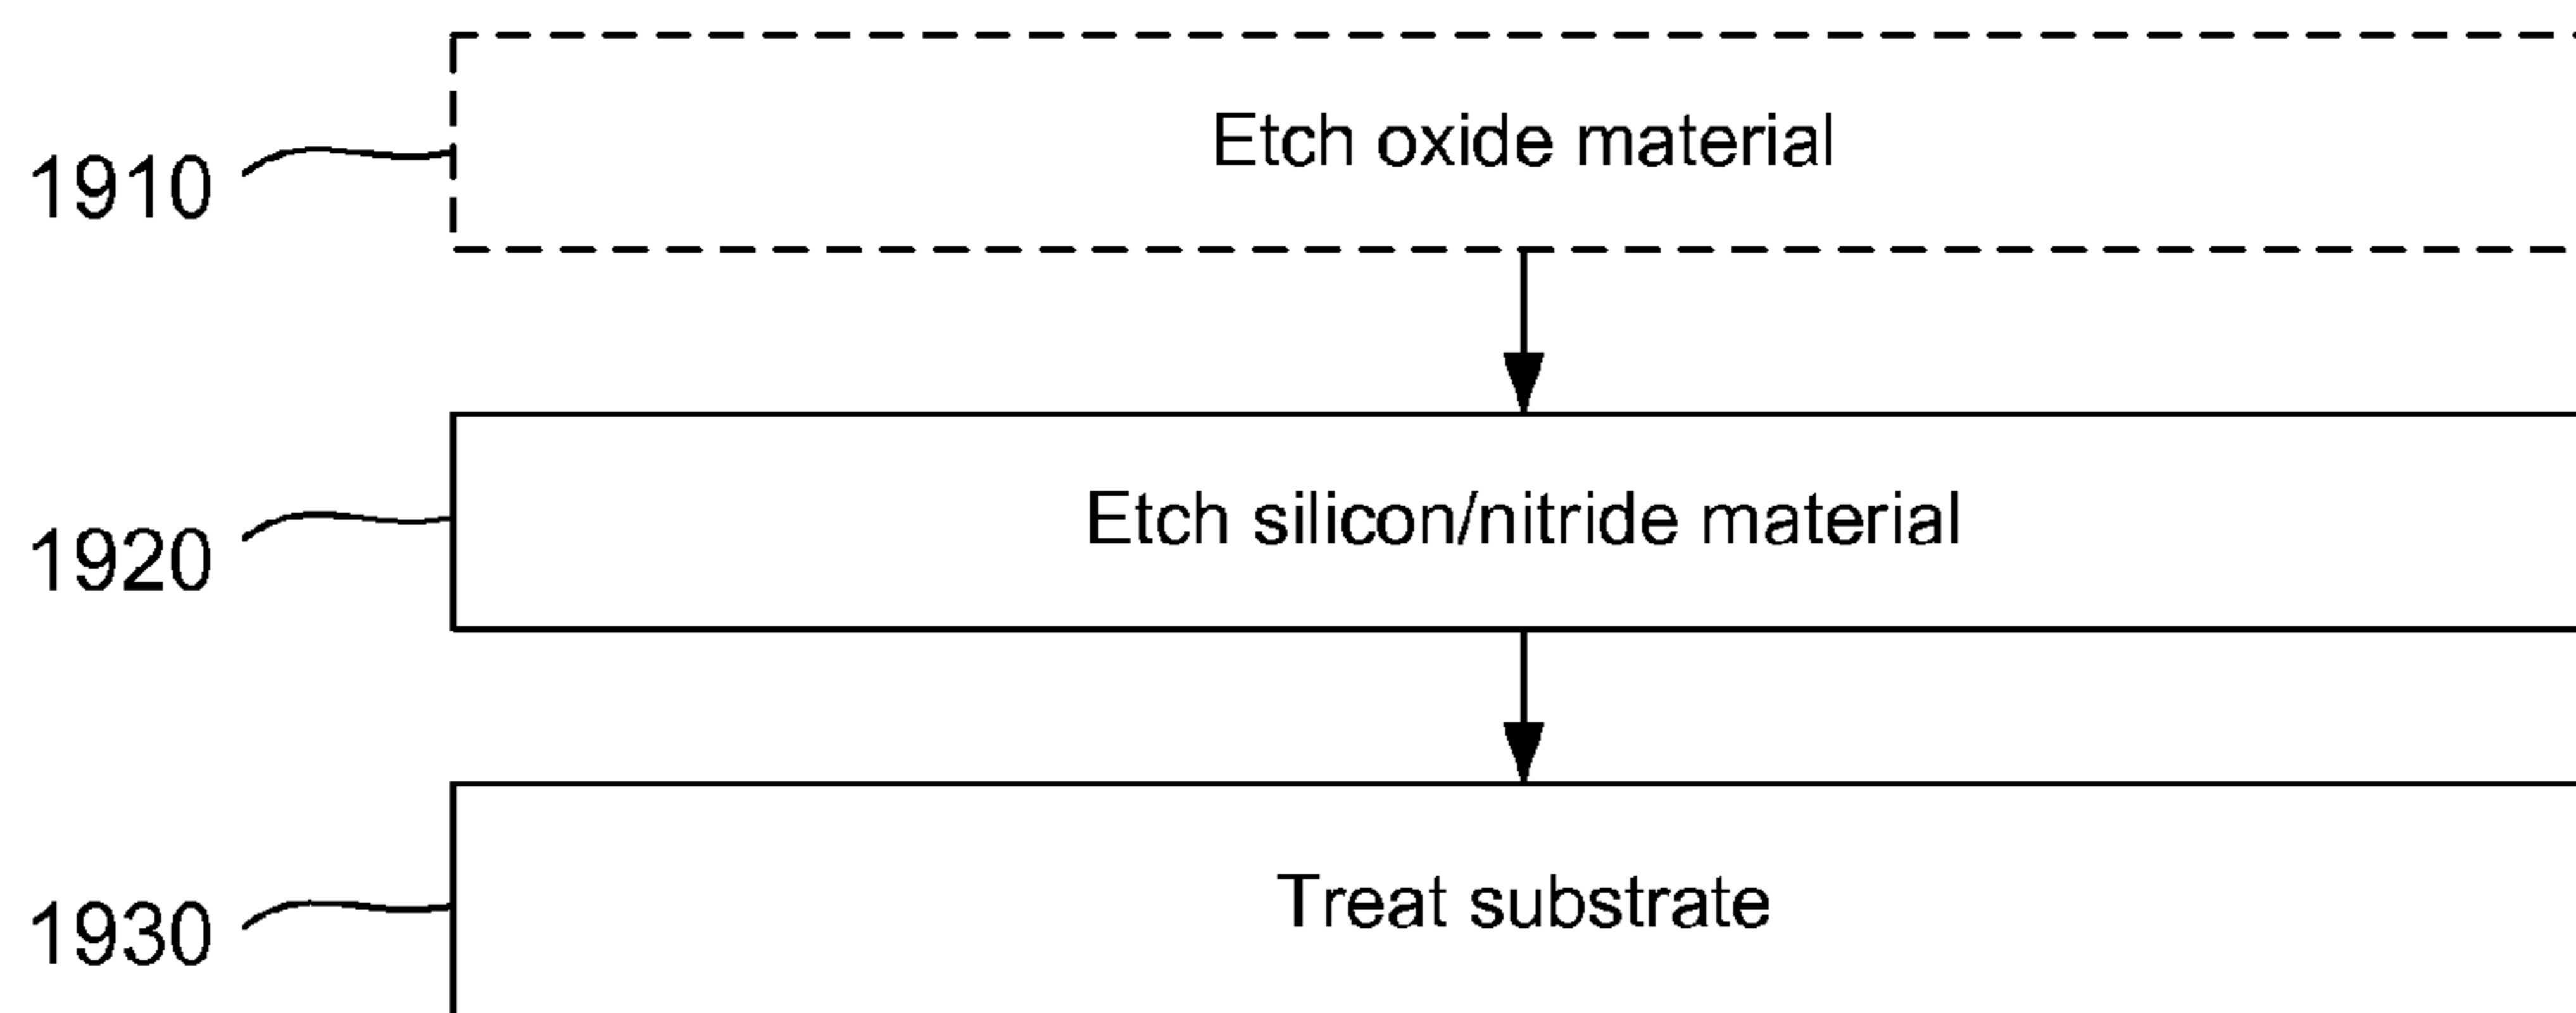 Etch oxide material
1910
Etch silicon/nitride material
1920
Treat substrate
1930